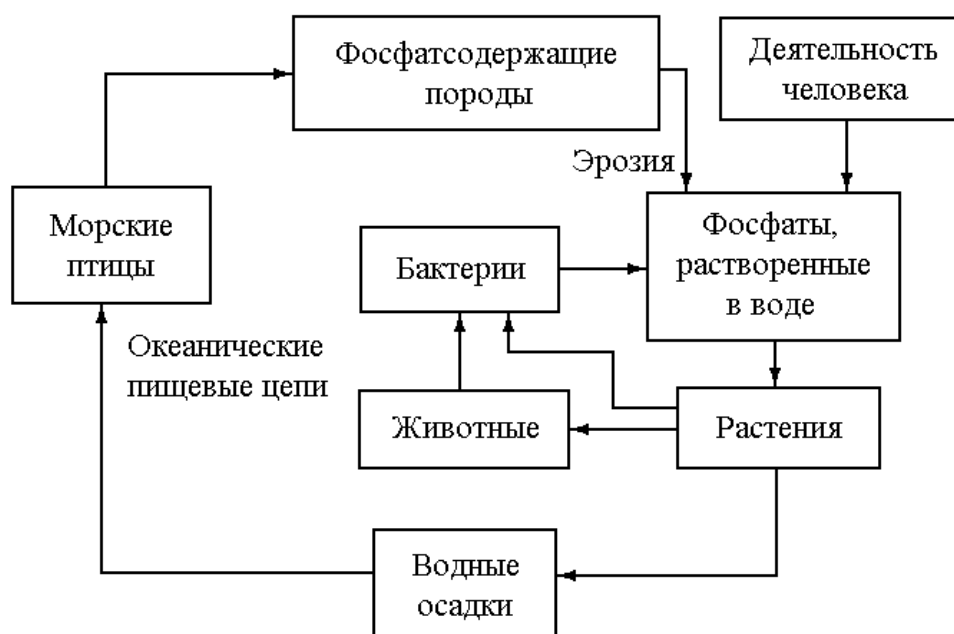 Фосфатсодержащие
породы
Деятельность
человека
Эрозия
Морские
птицы
Бактерии
Фосфаты,
растворенные
в воде
Океанические
пищевые цепи
Животные
Растения
Водные
осадки